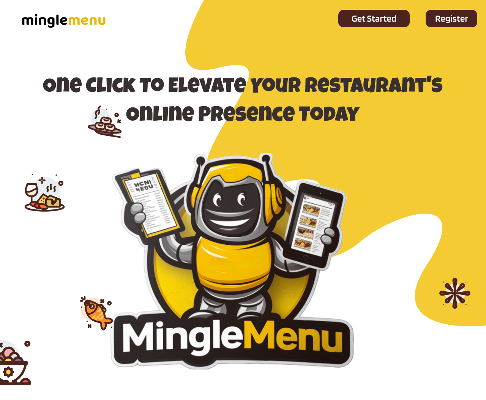 minglemenu
Get Started
Register
One Click to Elevate Your Restaurant's
Online Presence Today
MENU
MingleMenu